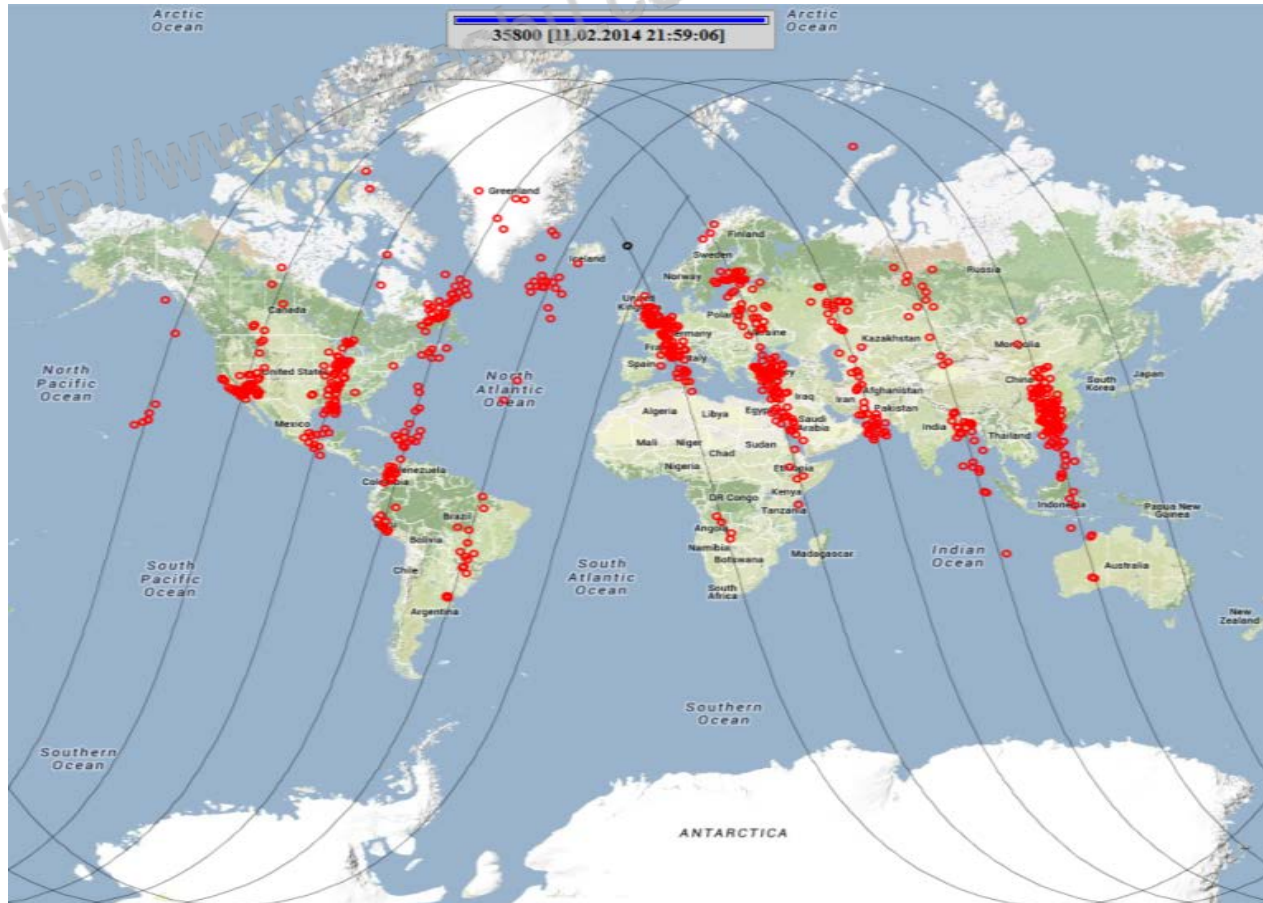 Arctic
Ocean
Arctic
Ocean
35800 [11.02.2014 21:59:06]
Greenland
Iceland
Finland
Sweden
Norway
Russia
United
Poland
Germany
Ukraine
Canada
Kazakhstan
Mongolia
Spain
Italy
North
Pacific
Ocean
United States
North
Atlantic
Ocean
China
South
Korea
Japan
Afghanistan
Iraq
Iran
Pakistan
Algeria
Libya
Egypt
Saudi
Arabia
Mexico
India
Thailand
Mali
Niger
Sudan
Chad
Nigeria
Ethiopia
Venezuela
Colombia
DR Congo
Kenya
Tanzania
Indonesia
Papua New
Guinea
Brazil
Angola
Bolivia
Namibia
Botswana
Madagascar
South
Pacific
Ocean
Chile
South
Atlantic
Ocean
Indian
Ocean
Australia
South
Africa
Argentina
New
Zealand
Southern
Ocean
Southern
Ocean
ANTARCTICA